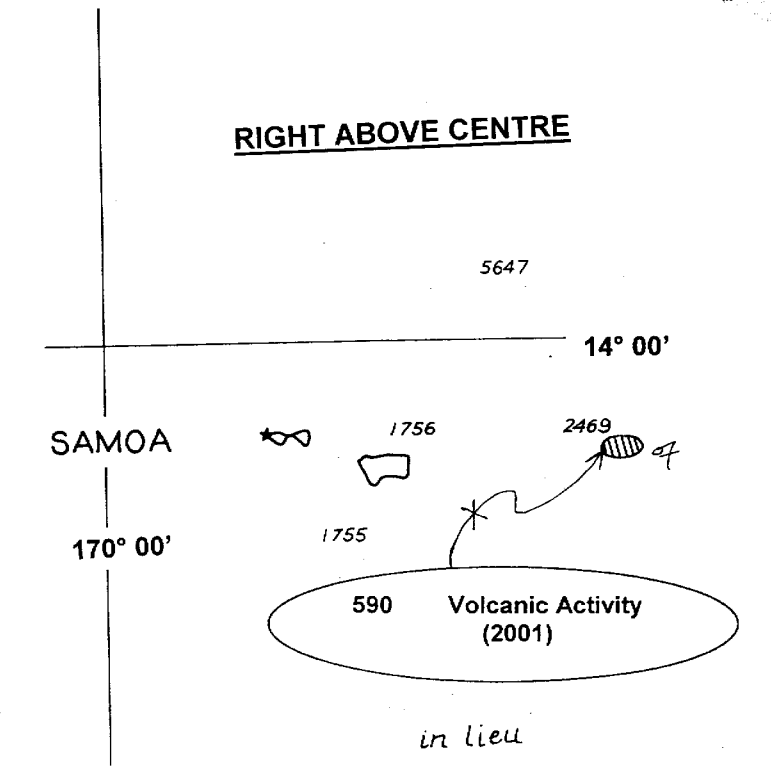 RIGHT ABOVE CENTRE
5647
14° 00'
SAMOA
1756
2469
1755
170° 00'
590 Volcanic Activity
(2001)
in lieu